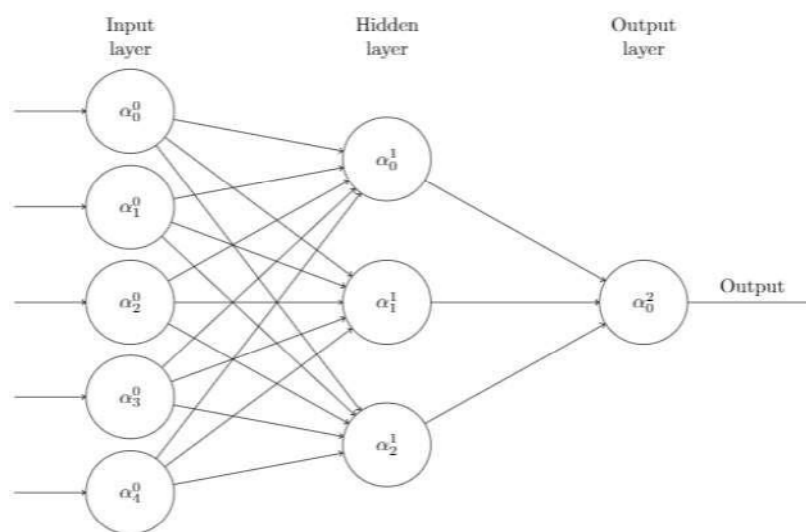 Input
layer
Hidden
layer
Output
layer
α₀⁰
α₁⁰
α₂⁰
α₃⁰
α₄⁰
α₀¹
α₁¹
α₂¹
α₀²
Output